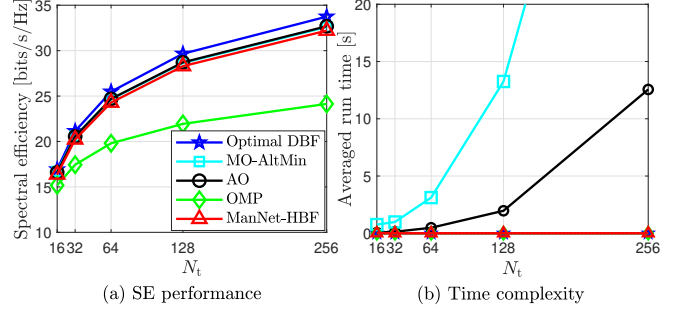 Spectral efficiency [bits/s/Hz]
35
30
25
20
15
10
16 32 64 128 256
N_t
Optimal DBF
MO-AltMin
AO
OMP
ManNet-HBF
(a) SE performance
Averaged run time [s]
20
15
10
5
0
16 32 64 128 256
N_t
(b) Time complexity